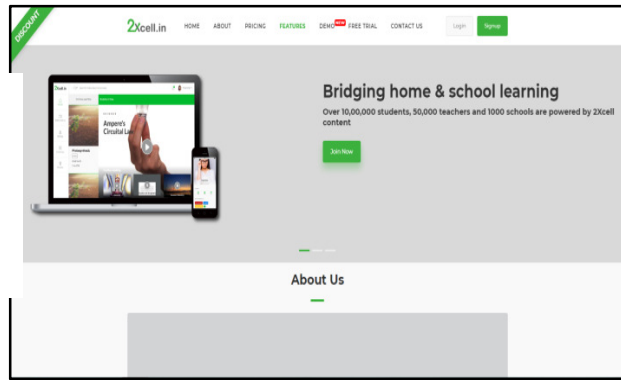 DISCOUNT
2Xcell.in
HOME ABOUT PRICING FEATURES DEMO NEW FREE TRIAL CONTACT US Login Signup
Bridging home & school learning
Over 10,00,000 students, 50,000 teachers and 1000 schools are powered by 2Xcell
content
Join Now
Ampere's
Circuital Law
About Us